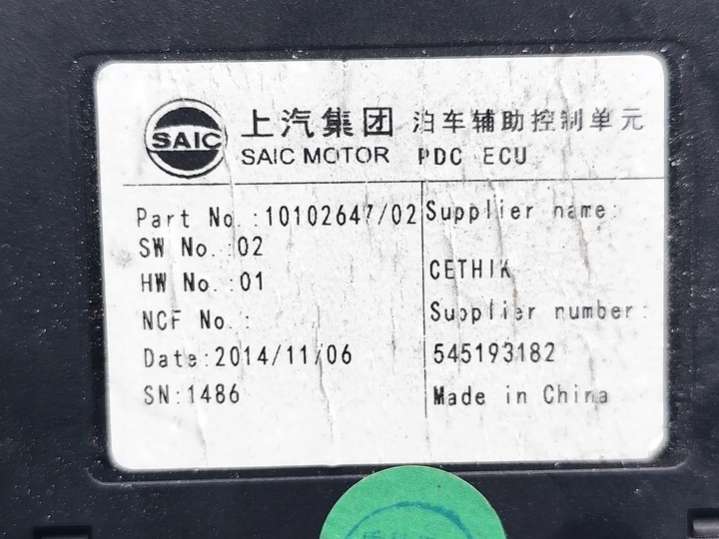 SAIC
上汽集团 泊车辅助控制单元
SAIC MOTOR PDC ECU
Part No.:10102647/02
SW No.:02
HW No.:01
NCF No.:
Date:2014/11/06
SN:1486
Supplier name:
CETHIK
Supplier number:
545193182
Made in China